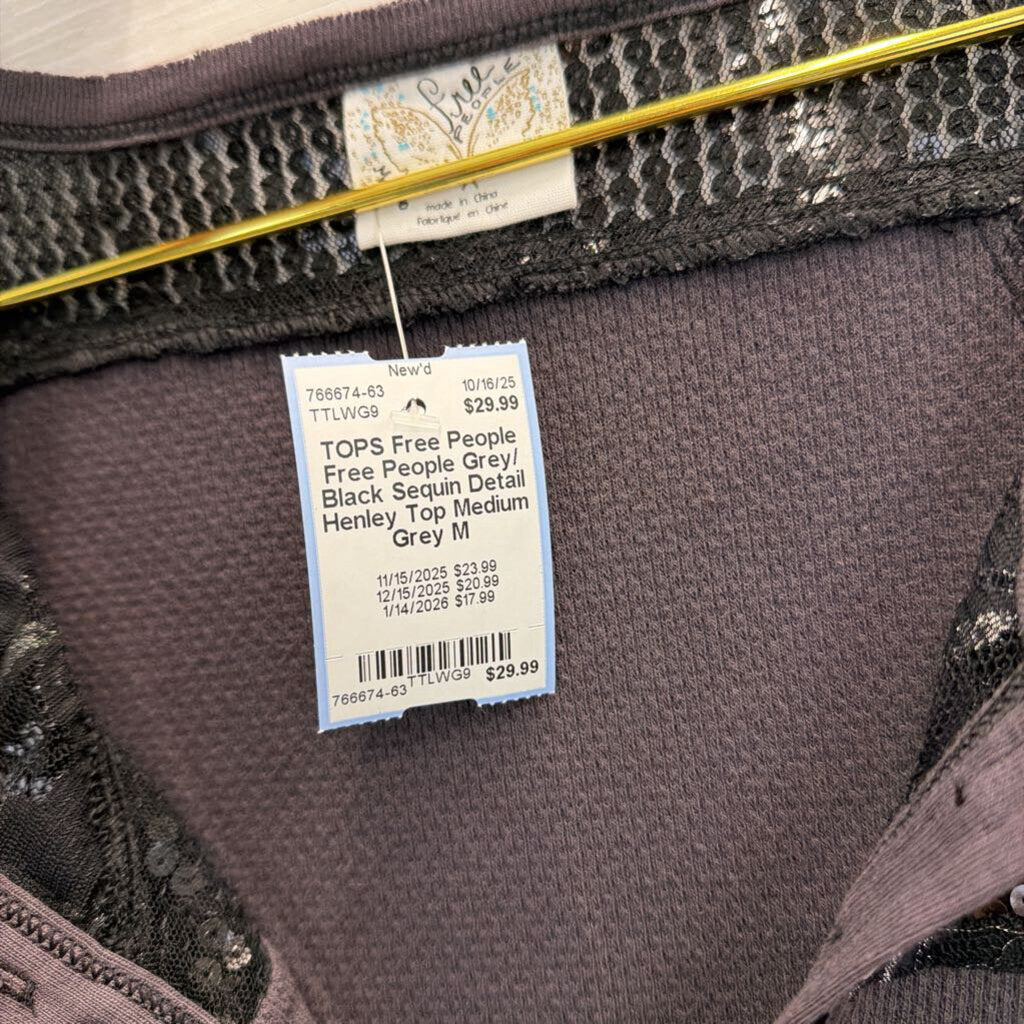 free
PEOPLE
made in China
Fabriqué en Chine
New'd
766674-63 10/16/25
TTLWG9 $29.99
TOPS Free People
Free People Grey/
Black Sequin Detail
Henley Top Medium
Grey M
11/15/2025 $23.99
12/15/2025 $20.99
1/14/2026 $17.99
766674-63 TTLWG9 $29.99